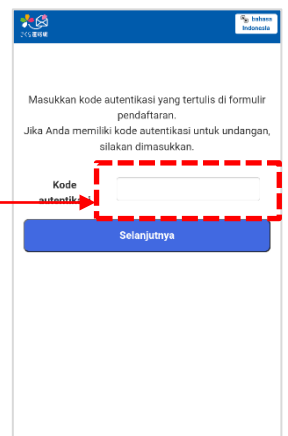 bahasa
Indonesia
Masukkan kode autentikasi yang tertulis di formulir
pendaftaran.
Jika Anda memiliki kode autentikasi untuk undangan,
silakan dimasukkan.
Kode
autentikasi
Selanjutnya